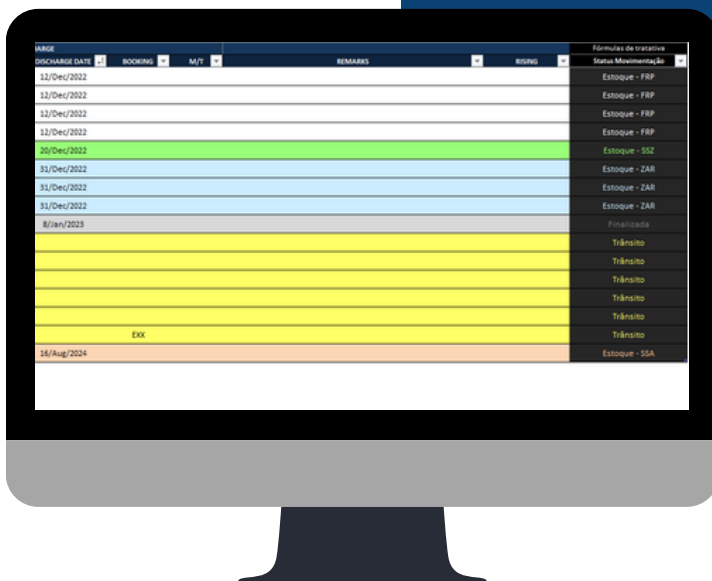 HARGE Fórmulas de tratativa
DISCHARGE DATE BOOKING M/T REMARKS RISING Status Movimentação
12/Dec/2022 Estoque - FRP
12/Dec/2022 Estoque - FRP
12/Dec/2022 Estoque - FRP
12/Dec/2022 Estoque - FRP
20/Dec/2022 Estoque - SSZ
31/Dec/2022 Estoque - ZAR
31/Dec/2022 Estoque - ZAR
31/Dec/2022 Estoque - ZAR
8/Jan/2023 Finalizada
Trânsito
Trânsito
Trânsito
Trânsito
Trânsito
EXX Trânsito
16/Aug/2024 Estoque - SSA